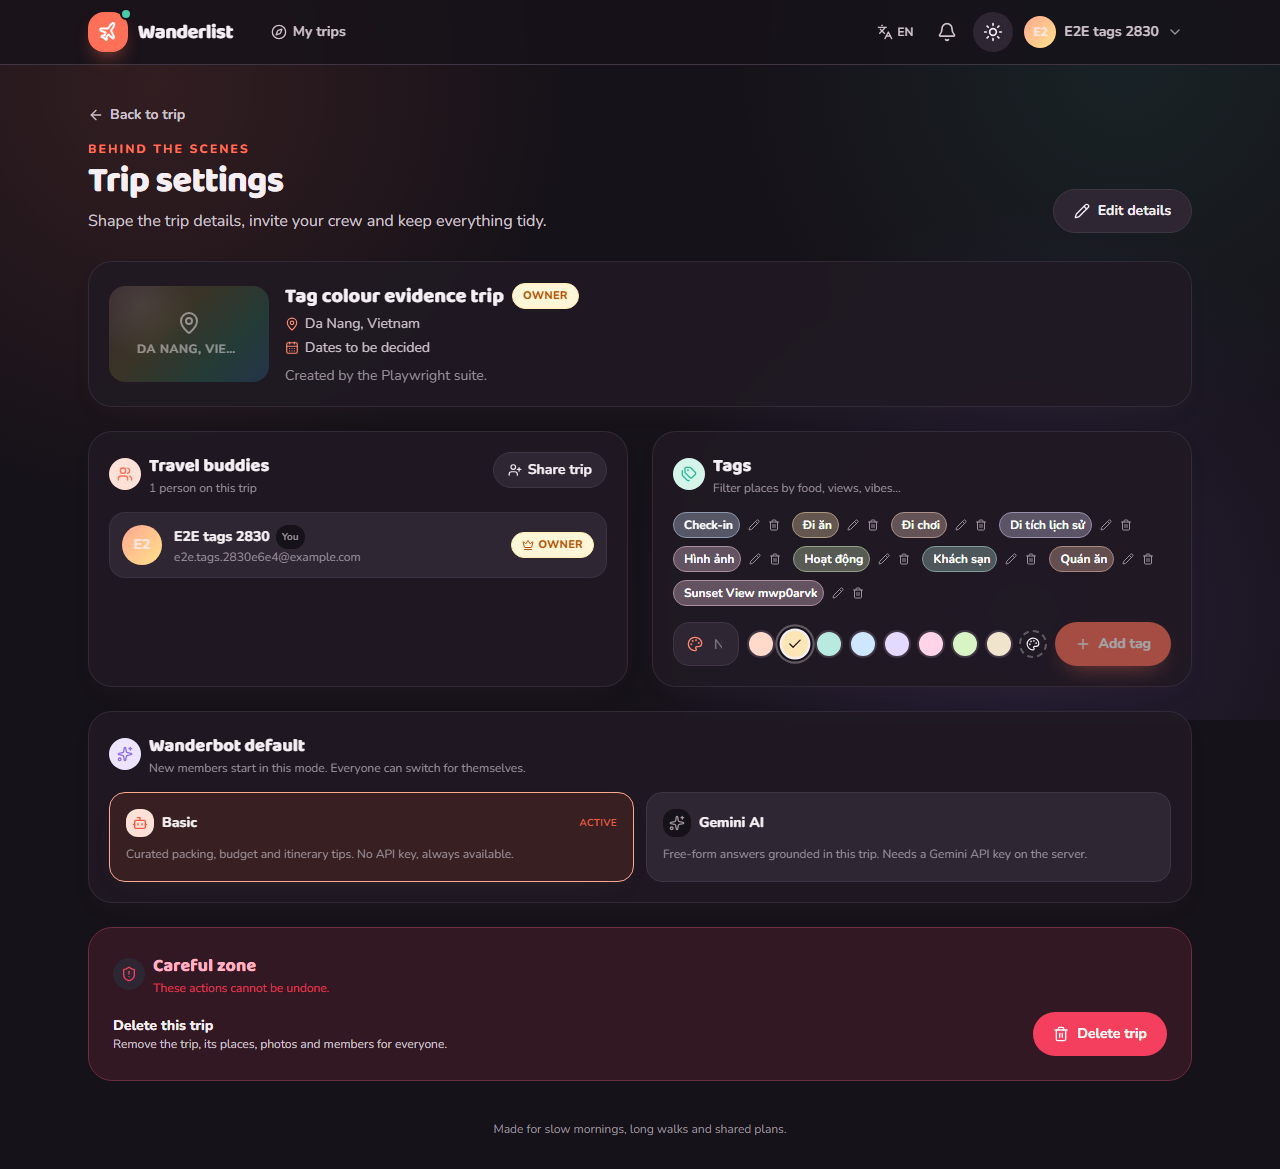 Wanderlist
My trips
EN
E2 E2E tags 2830
Back to trip
BEHIND THE SCENES
Trip settings
Shape the trip details, invite your crew and keep everything tidy.
Edit details
DA NANG, VIE...
Tag colour evidence trip OWNER
Da Nang, Vietnam
Dates to be decided
Created by the Playwright suite.
Travel buddies
1 person on this trip
Share trip
E2 E2E tags 2830 You
e2e.tags.2830e6e4@example.com
OWNER
Tags
Filter places by food, views, vibes...
Check-in Đi ăn Đi chơi Di tích lịch sử
Hình ảnh Hoạt động Khách sạn Quán ăn
Sunset View mwp0arvk
Add tag
Wanderbot default
New members start in this mode. Everyone can switch for themselves.
Basic ACTIVE
Curated packing, budget and itinerary tips. No API key, always available.
Gemini AI
Free-form answers grounded in this trip. Needs a Gemini API key on the server.
Careful zone
These actions cannot be undone.
Delete this trip
Remove the trip, its places, photos and members for everyone.
Delete trip
Made for slow mornings, long walks and shared plans.